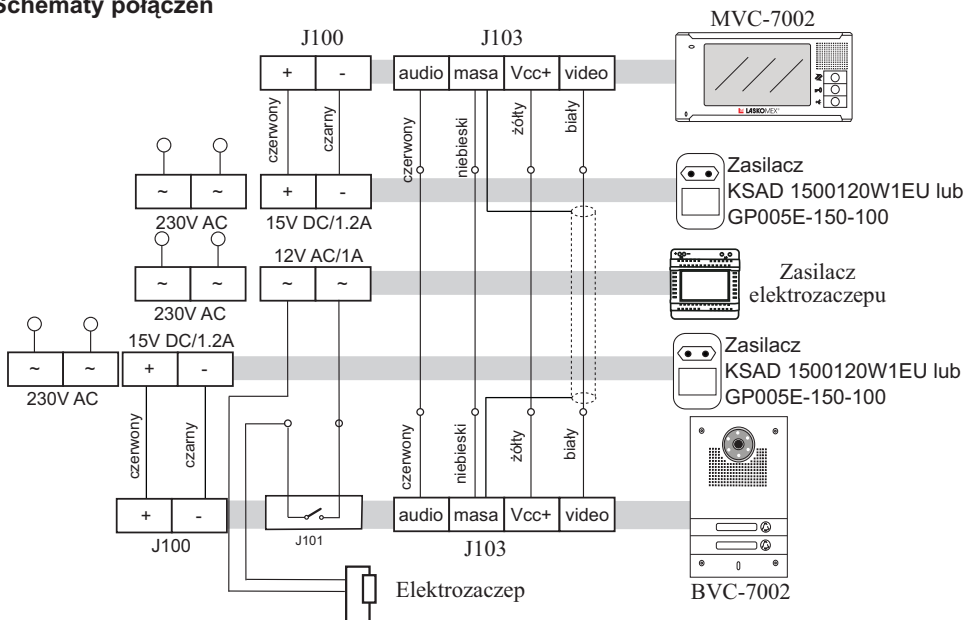 Schematy połączeń
MVC-7002
J100
J103
+ -
audio masa Vcc+ video
LASKOMEX
czerwony
czarny
czerwony
niebieski
żółty
biały
~ ~
230V AC
+ -
15V DC/1.2A
Zasilacz
KSAD 1500120W1EU lub
GP005E-150-100
12V AC/1A
~ ~
230V AC
~ ~
Zasilacz
elektrozaczepu
15V DC/1.2A
~ ~ + -
230V AC
Zasilacz
KSAD 1500120W1EU lub
GP005E-150-100
czerwony
czarny
czerwony
niebieski
żółty
biały
+ -
J100
J101
audio masa Vcc+ video
J103
Elektrozaczep
BVC-7002